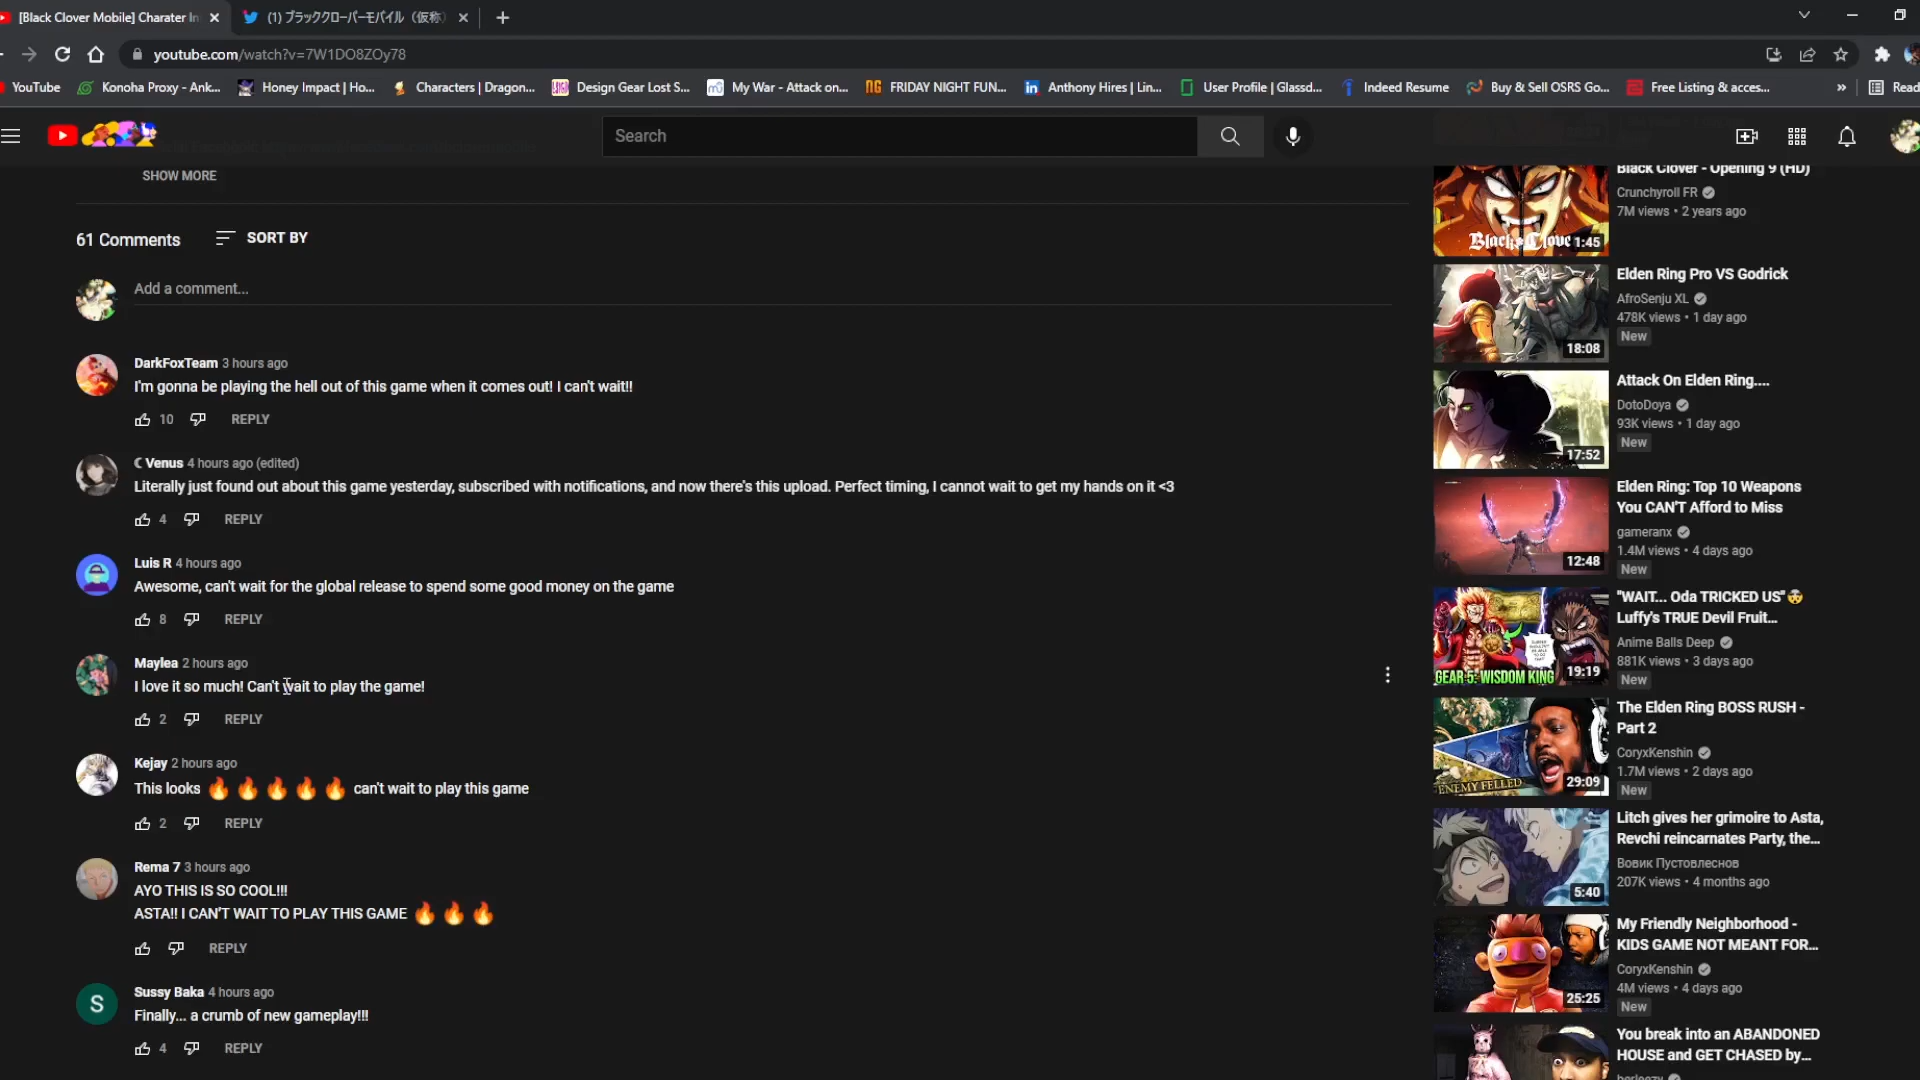 [Black Clover Mobile] Charater In
(1) ブラッククローバーモバイル（仮称）
youtube.com/watch?v=7W1DO8ZOy78
YouTube
Konoha Proxy - Ank...
Honey Impact | Ho...
Characters | Dragon...
Design Gear Lost S...
My War - Attack on...
FRIDAY NIGHT FUN...
Anthony Hires | Lin...
User Profile | Glassd...
Indeed Resume
Buy & Sell OSRS Go...
Free Listing & acces...
»
Read
Search
SHOW MORE
61 Comments
SORT BY
Add a comment...
DarkFoxTeam 3 hours ago
I'm gonna be playing the hell out of this game when it comes out! I can't wait!!
10 REPLY
☾Venus 4 hours ago (edited)
Literally just found out about this game yesterday, subscribed with notifications, and now there's this upload. Perfect timing, I cannot wait to get my hands on it <3
4 REPLY
Luis R 4 hours ago
Awesome, can't wait for the global release to spend some good money on the game
8 REPLY
Maylea 2 hours ago
I love it so much! Can't wait to play the game!
2 REPLY
Kejay 2 hours ago
This looks 🔥 🔥 🔥 🔥 🔥 can't wait to play this game
2 REPLY
Rema 7 3 hours ago
AYO THIS IS SO COOL!!!
ASTA!! I CAN'T WAIT TO PLAY THIS GAME 🔥 🔥 🔥
REPLY
S
Sussy Baka 4 hours ago
Finally... a crumb of new gameplay!!!
4 REPLY
Black Clover - Opening 9 (HD)
Crunchyroll FR
7M views • 2 years ago
Black Clove 1:45
Elden Ring Pro VS Godrick
AfroSenju XL
478K views • 1 day ago
New
18:08
Attack On Elden Ring....
DotoDoya
93K views • 1 day ago
New
17:52
Elden Ring: Top 10 Weapons
You CAN'T Afford to Miss
gameranx
1.4M views • 4 days ago
New
12:48
"WAIT... Oda TRICKED US"🤯
Luffy's TRUE Devil Fruit...
Anime Balls Deep
881K views • 3 days ago
New
GEAR 5: WISDOM KING
19:19
The Elden Ring BOSS RUSH -
Part 2
CoryxKenshin
1.7M views • 2 days ago
New
ENEMY FELLED
29:09
Litch gives her grimoire to Asta,
Revchi reincarnates Party, the...
Вовик Пустовлеснов
207K views • 4 months ago
5:40
My Friendly Neighborhood -
KIDS GAME NOT MEANT FOR...
CoryxKenshin
4M views • 4 days ago
New
25:25
You break into an ABANDONED
HOUSE and GET CHASED by...